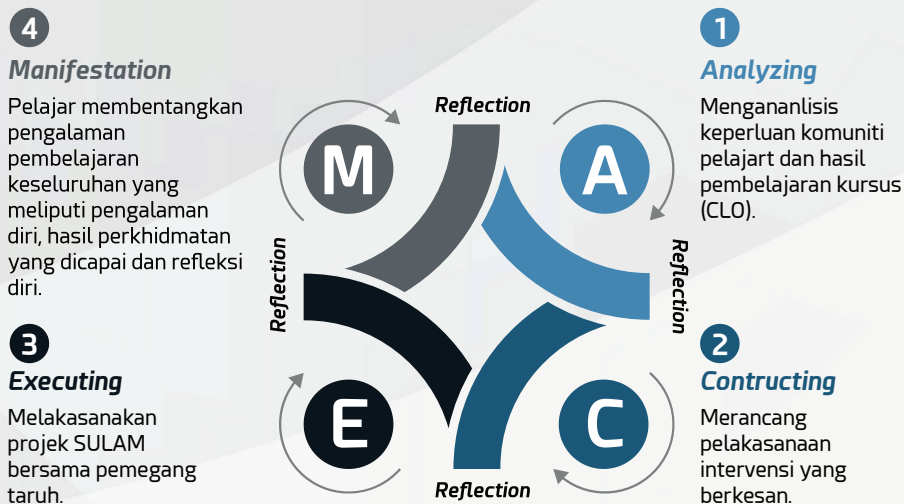 1
Analyzing
Mengananlisis
keperluan komuniti
pelajart dan hasil
pembelajaran kursus
(CLO).
2
Contructing
Merancang
pelakasanaan
intervensi yang
berkesan.
3
Executing
Melakasanakan
projek SULAM
bersama pemegang
taruh.
4
Manifestation
Pelajar membentangkan
pengalaman
pembelajaran
keseluruhan yang
meliputi pengalaman
diri, hasil perkhidmatan
yang dicapai dan refleksi
diri.
Reflection
M
A
Reflection
Reflection
E
C
Reflection